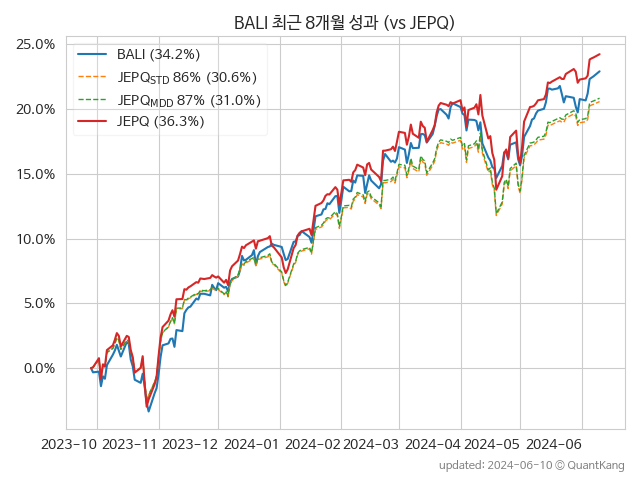 BALI 최근 8개월 성과 (vs JEPQ)
25.0%
20.0%
15.0%
10.0%
5.0%
0.0%
BALI (34.2%)
JEPQSTD 86% (30.6%)
JEPQMDD 87% (31.0%)
JEPQ (36.3%)
2023-10 2023-11 2023-12 2024-01 2024-02 2024-03 2024-04 2024-05 2024-06
updated: 2024-06-10 © QuantKang